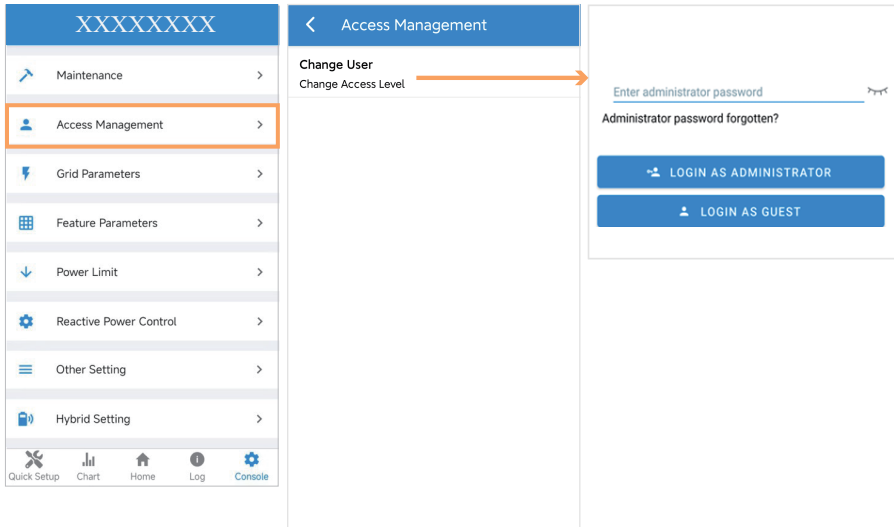 XXXXXXXX
Maintenance
Access Management
Grid Parameters
Feature Parameters
Power Limit
Reactive Power Control
Other Setting
Hybrid Setting
Quick Setup Chart Home Log Console
Access Management
Change User
Change Access Level
Enter administrator password
Administrator password forgotten?
LOGIN AS ADMINISTRATOR
LOGIN AS GUEST